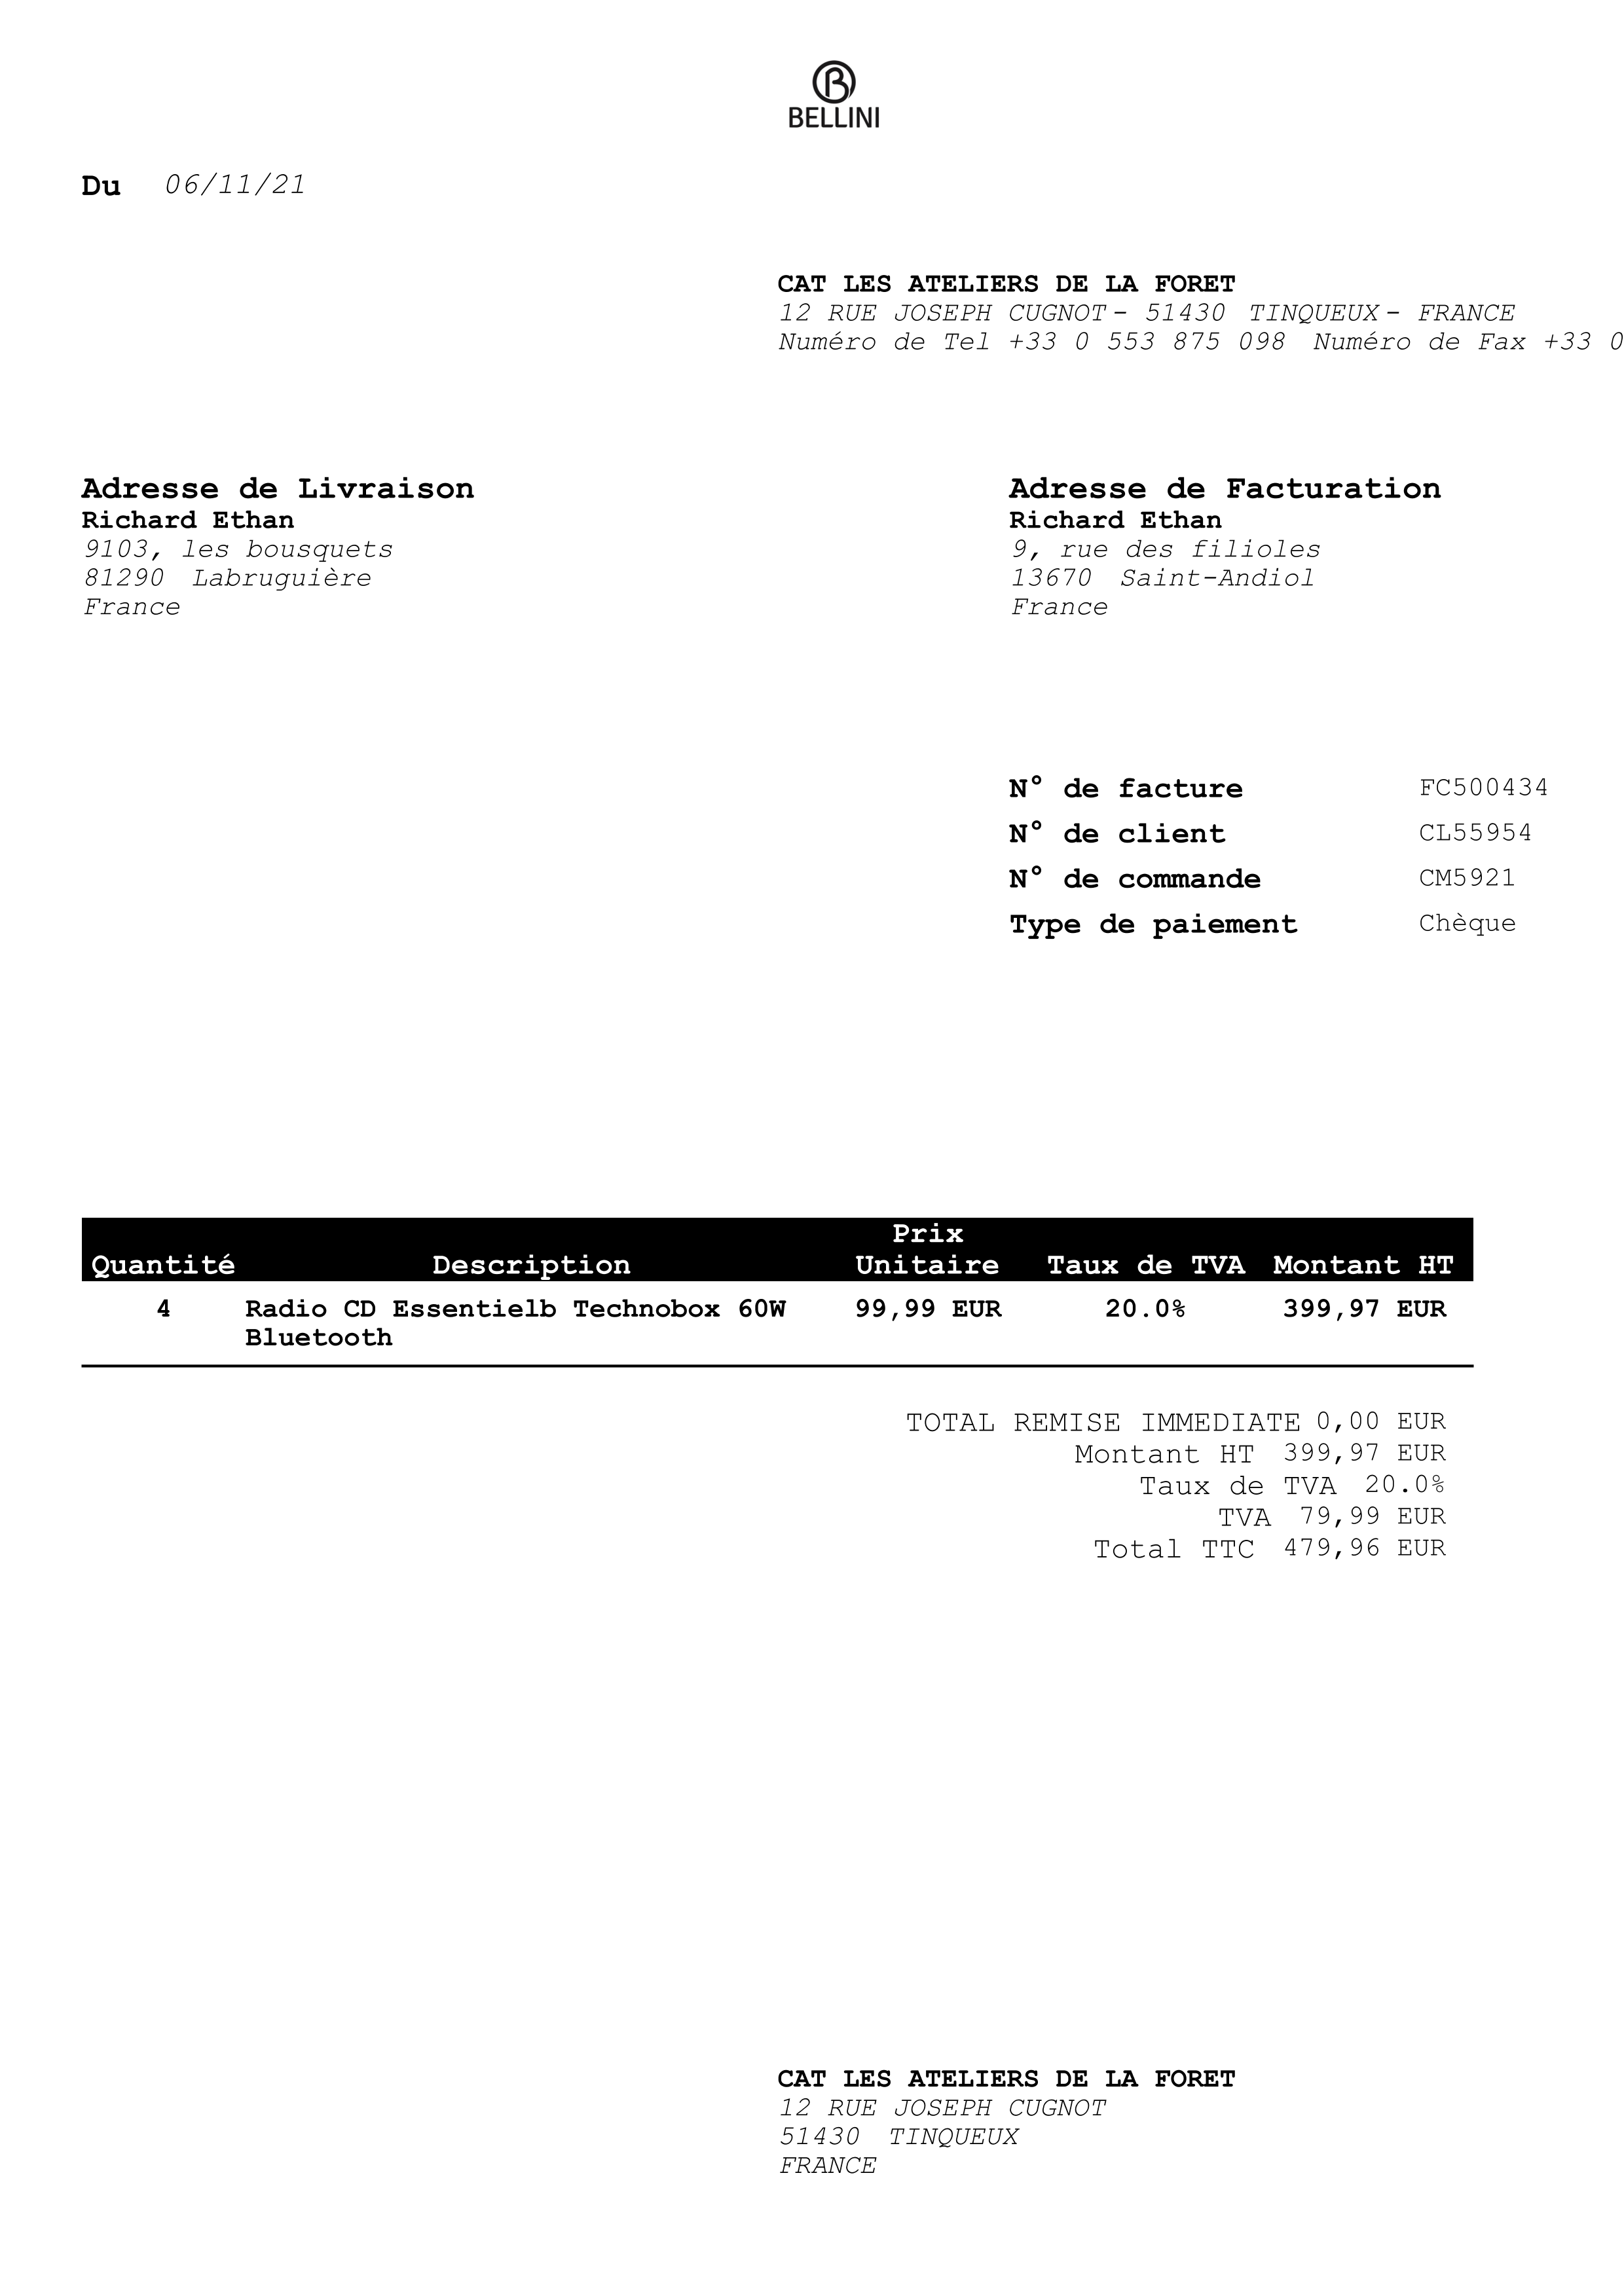 BELLINI
Du 06/11/21
CAT LES ATELIERS DE LA FORET
12 RUE JOSEPH CUGNOT - 51430 TINQUEUX - FRANCE
Numéro de Tel +33 0 553 875 098 Numéro de Fax +33 0
Adresse de Livraison
Richard Ethan
9103, les bousquets
81290 Labruguière
France
Adresse de Facturation
Richard Ethan
9, rue des filioles
13670 Saint-Andiol
France
N° de facture FC500434
N° de client CL55954
N° de commande CM5921
Type de paiement Chèque
Prix
Quantité Description Unitaire Taux de TVA Montant HT
4 Radio CD Essentielb Technobox 60W 99,99 EUR 20.0% 399,97 EUR
Bluetooth
TOTAL REMISE IMMEDIATE 0,00 EUR
Montant HT 399,97 EUR
Taux de TVA 20.0%
TVA 79,99 EUR
Total TTC 479,96 EUR
CAT LES ATELIERS DE LA FORET
12 RUE JOSEPH CUGNOT
51430 TINQUEUX
FRANCE